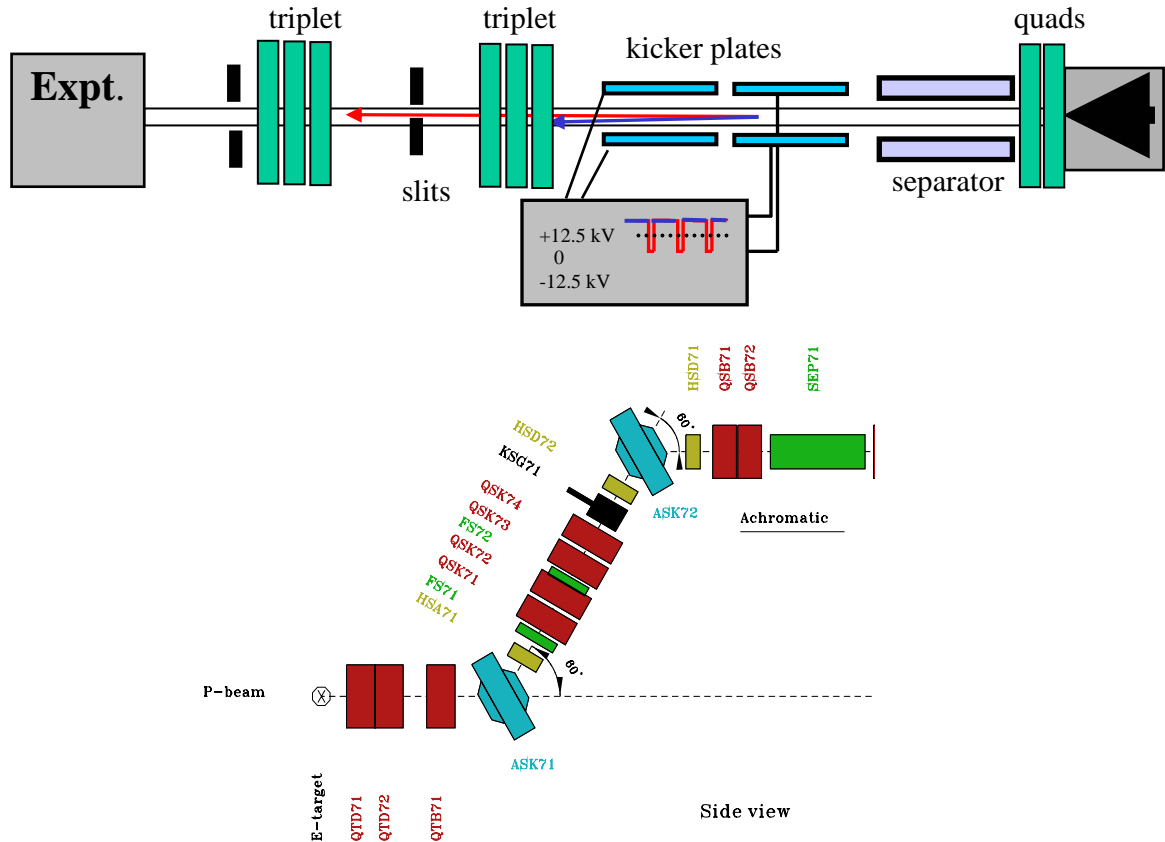 triplet
triplet
quads
kicker plates
Expt.
slits
separator
+12.5 kV
0
-12.5 kV
HSD71
QSB71
QSB72
SEP71
60°
HSD72
KSG71
QSK74
QSK73
FS72
QSK72
QSK71
FS71
HSA71
ASK72
Achromatic
60°
P-beam
ASK71
E-target
QTD71
QTD72
QTB71
Side view